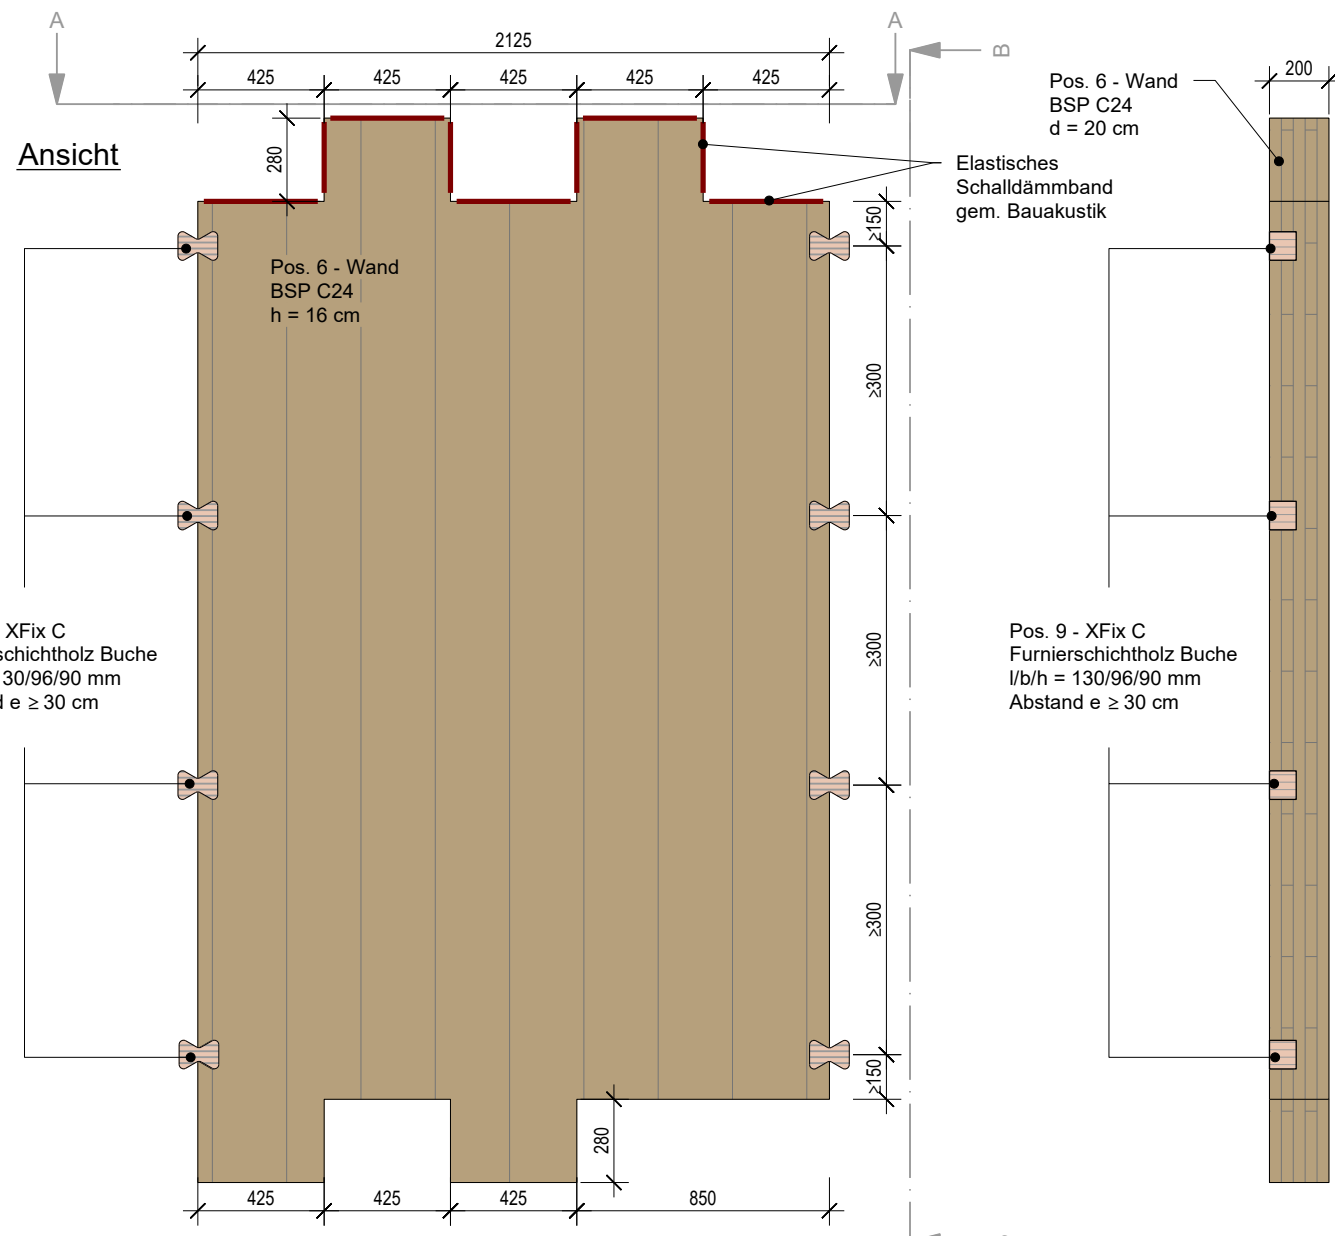 A
A
B
2125
425
425
425
425
425
200
Ansicht
280
Pos. 6 - Wand
BSP C24
d = 20 cm
Elastisches
Schalldämmband
gem. Bauakustik
≥150
Pos. 6 - Wand
BSP C24
h = 16 cm
≥300
XFix C
schichtholz Buche
30/96/90 mm
d e ≥ 30 cm
≥300
Pos. 9 - XFix C
Furnierschichtholz Buche
l/b/h = 130/96/90 mm
Abstand e ≥ 30 cm
≥300
≥150
280
425
425
425
850